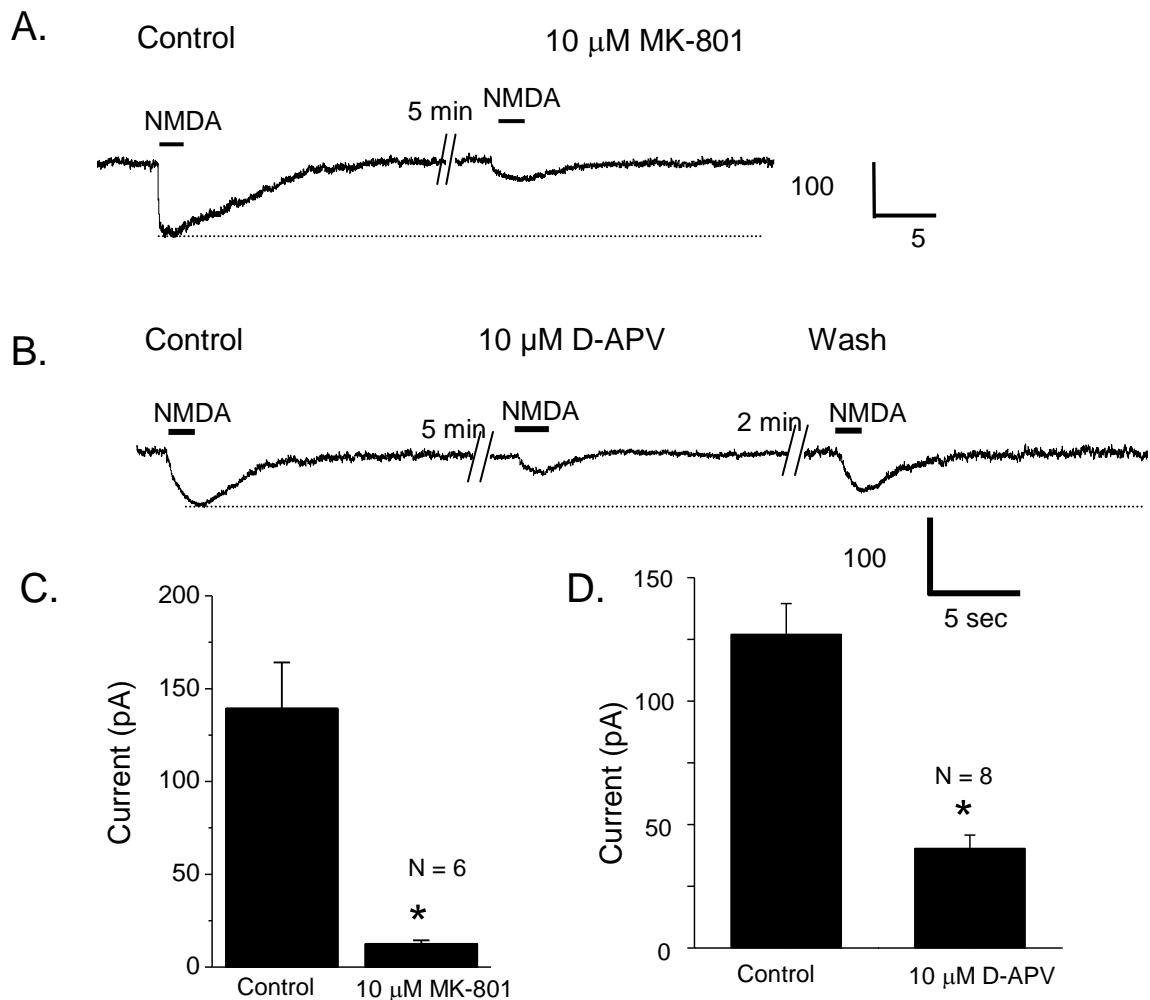 A.
Control
10 μM MK-801
NMDA
5 min
NMDA
100
5
B.
Control
10 μM D-APV
Wash
NMDA
5 min
NMDA
2 min
NMDA
100
5 sec
C.
200
150
100
50
0
Current (pA)
N = 6
*
Control
10 μM MK-801
D.
150
100
50
0
Current (pA)
N = 8
*
Control
10 μM D-APV